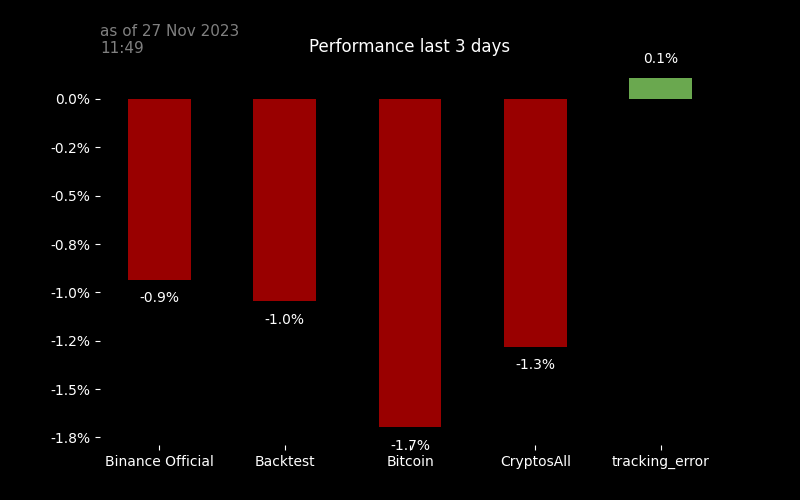 as of 27 Nov 2023
11:49
Performance last 3 days
0.1%
0.0%
-0.2%
-0.5%
-0.8%
-1.0%
-1.2%
-1.5%
-1.8%
-0.9%
-1.0%
-1.7%
-1.3%
Binance Official
Backtest
Bitcoin
CryptosAll
tracking_error